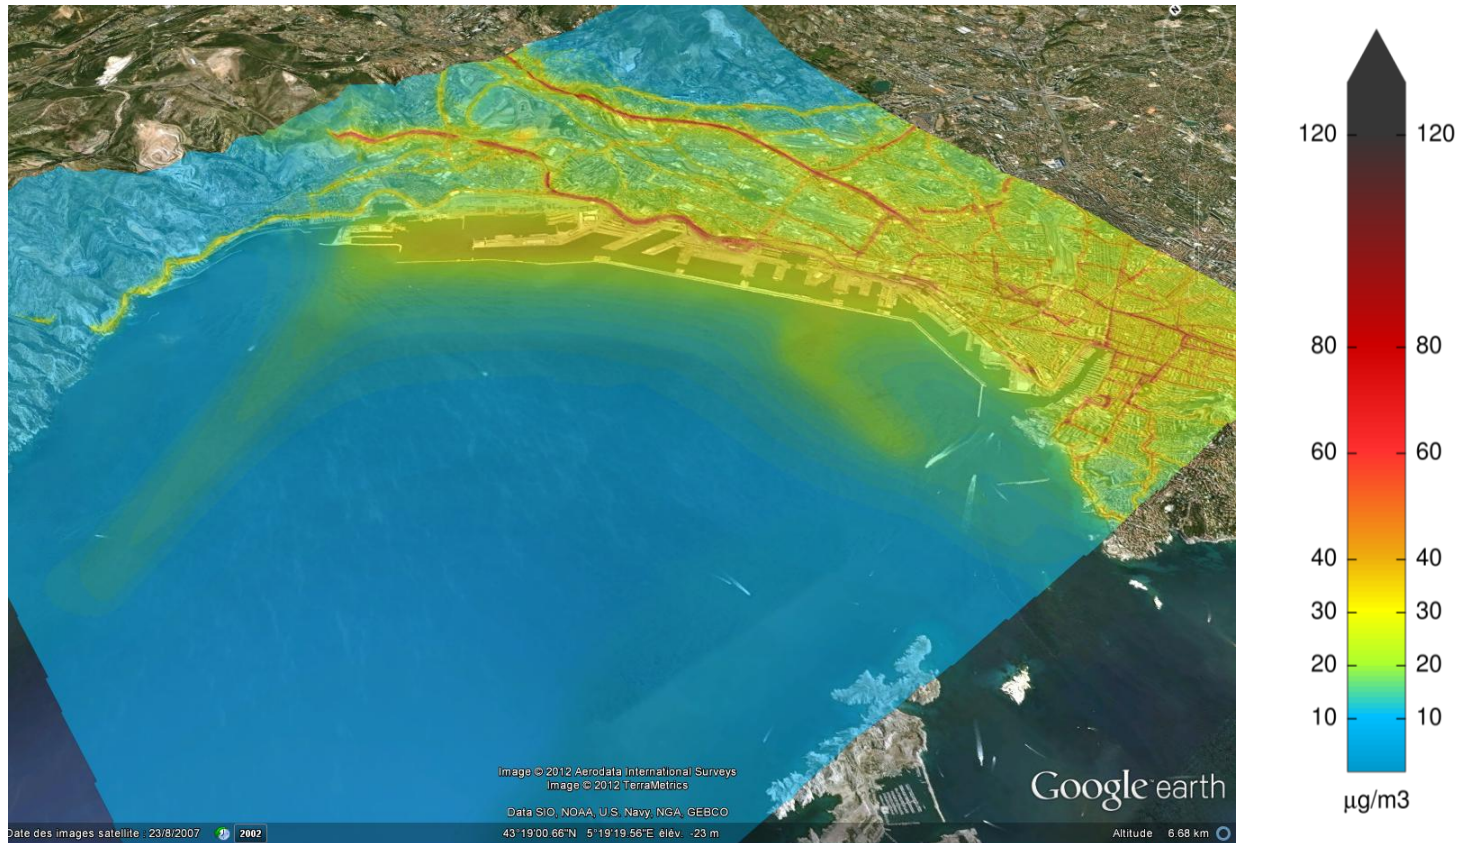 N
120 120
80 80
60 60
40 40
30 30
20 20
10 10
µg/m3
Image © 2012 Aerodata International Surveys
Image © 2012 TerraMetrics
Data SIO, NOAA, U.S. Navy, NGA, GEBCO
Google earth
Date des images satellite : 23/8/2007 2002 43°19'00.66"N 5°19'19.56"E élév. -23 m Altitude 6.68 km